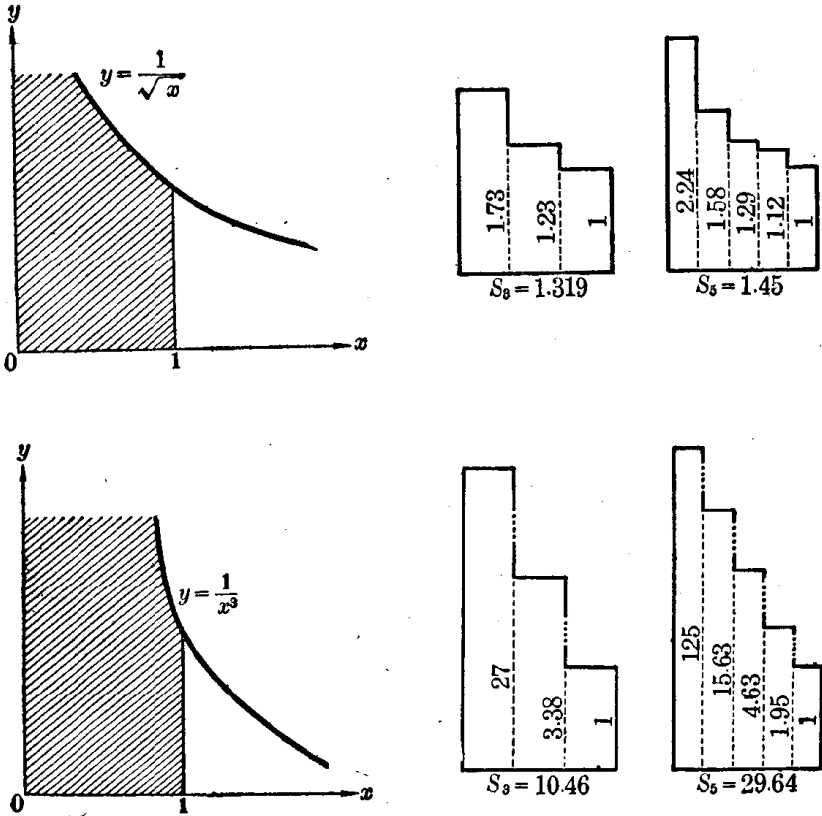 y
y = 1/√x
0
1
x
1.73
1.23
1
S₃ = 1.319
2.24
1.58
1.29
1.12
1
S₅ = 1.45
y
y = 1/x³
0
1
x
27
3.38
1
S₃ = 10.46
125
15.63
4.63
1.95
1
S₅ = 29.64